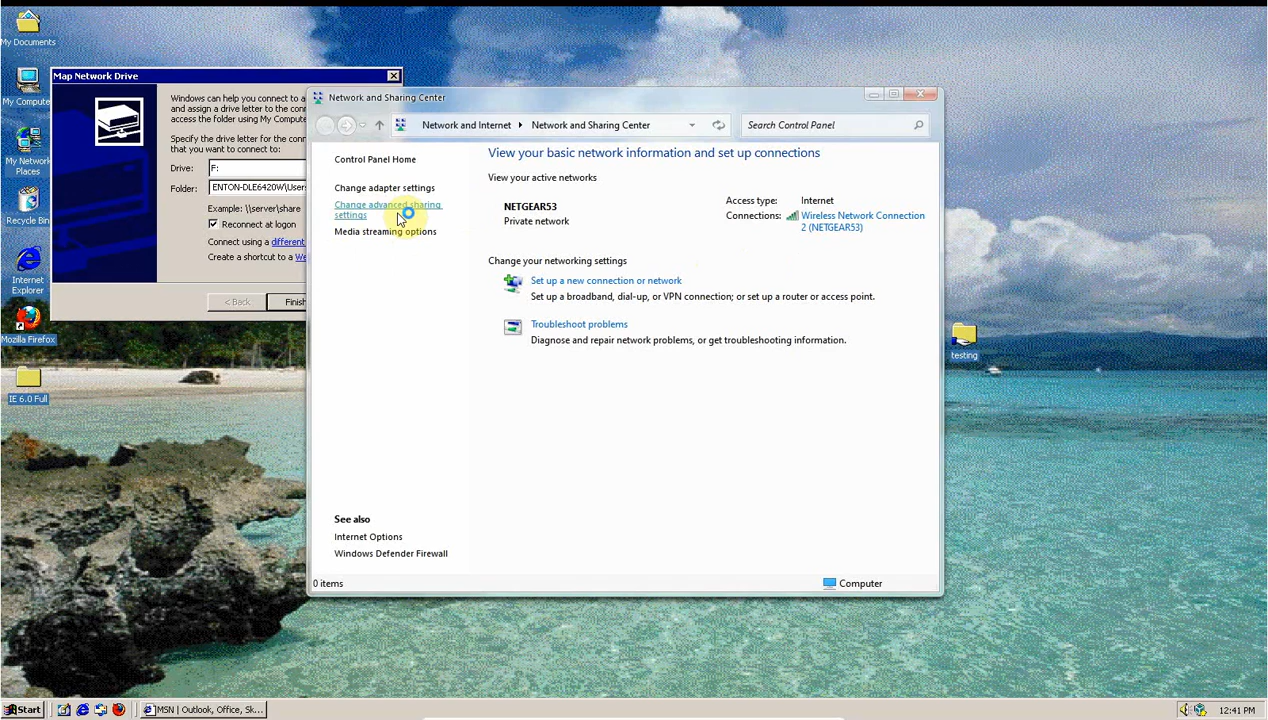 My Documents
My Compute
My Network
Places
Recycle Bin
Internet
Explorer
Mozilla Firefox
IE 6.0 Full
Map Network Drive
Windows can help you connect to a
and assign a drive letter to the conn
access the folder using My Compute
Specify the drive letter for the conne
that you want to connect to:
Drive:
F:
Folder:
ENTON-DLE6420W\Users
Example: \\server\share
Reconnect at logon
Connect using a different
Create a shortcut to a We
< Back
Finish
Network and Sharing Center
Network and Internet
Network and Sharing Center
Search Control Panel
Control Panel Home
Change adapter settings
Change advanced sharing
settings
Media streaming options
See also
Internet Options
Windows Defender Firewall
View your basic network information and set up connections
View your active networks
NETGEAR53
Private network
Access type:
Internet
Connections:
Wireless Network Connection
2 (NETGEAR53)
Change your networking settings
Set up a new connection or network
Set up a broadband, dial-up, or VPN connection; or set up a router or access point.
Troubleshoot problems
Diagnose and repair network problems, or get troubleshooting information.
0 items
Computer
testing
Start
MSN | Outlook, Office, Sk...
12:41 PM